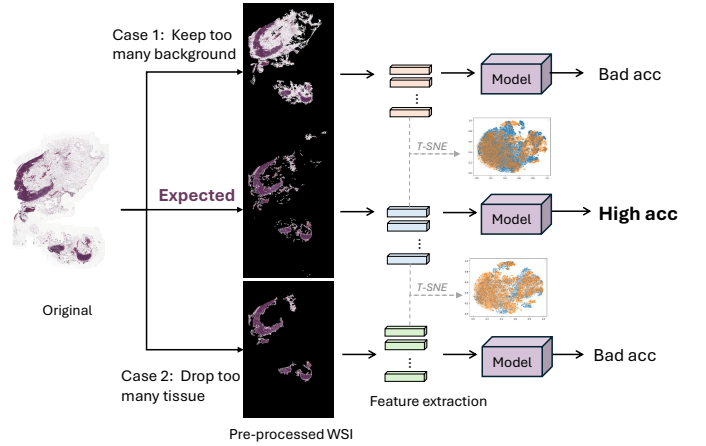 Case 1: Keep too
many background
Model
Bad acc
T-SNE
Expected
Model
High acc
Original
T-SNE
Case 2: Drop too
many tissue
Model
Bad acc
Feature extraction
Pre-processed WSI